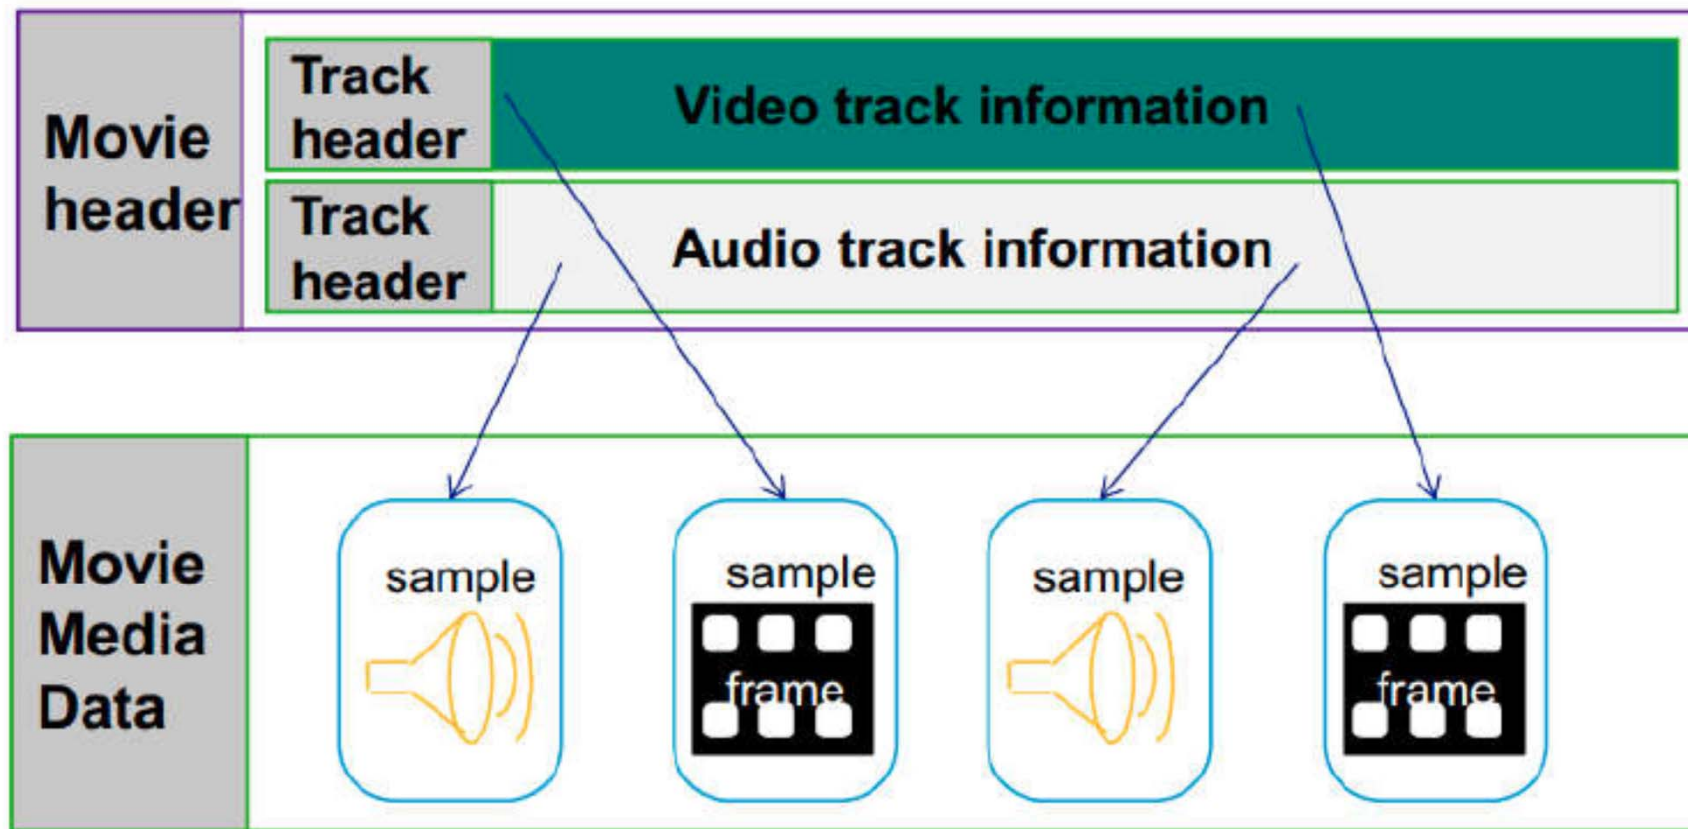 Movie
header
Track
header
Video track information
Track
header
Audio track information
Movie
Media
Data
sample
sample
frame
sample
sample
frame